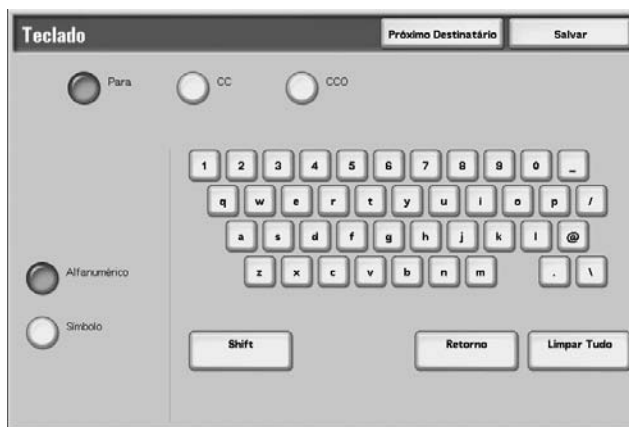 Teclado Próximo Destinatário Salvar
Para CC CCO
1 2 3 4 5 6 7 8 9 0 _
q w e r t y u i o p /
a s d f g h j k l @
z x c v b n m . \
Alfanumérico
Símbolo
Shift Retorno Limpar Tudo